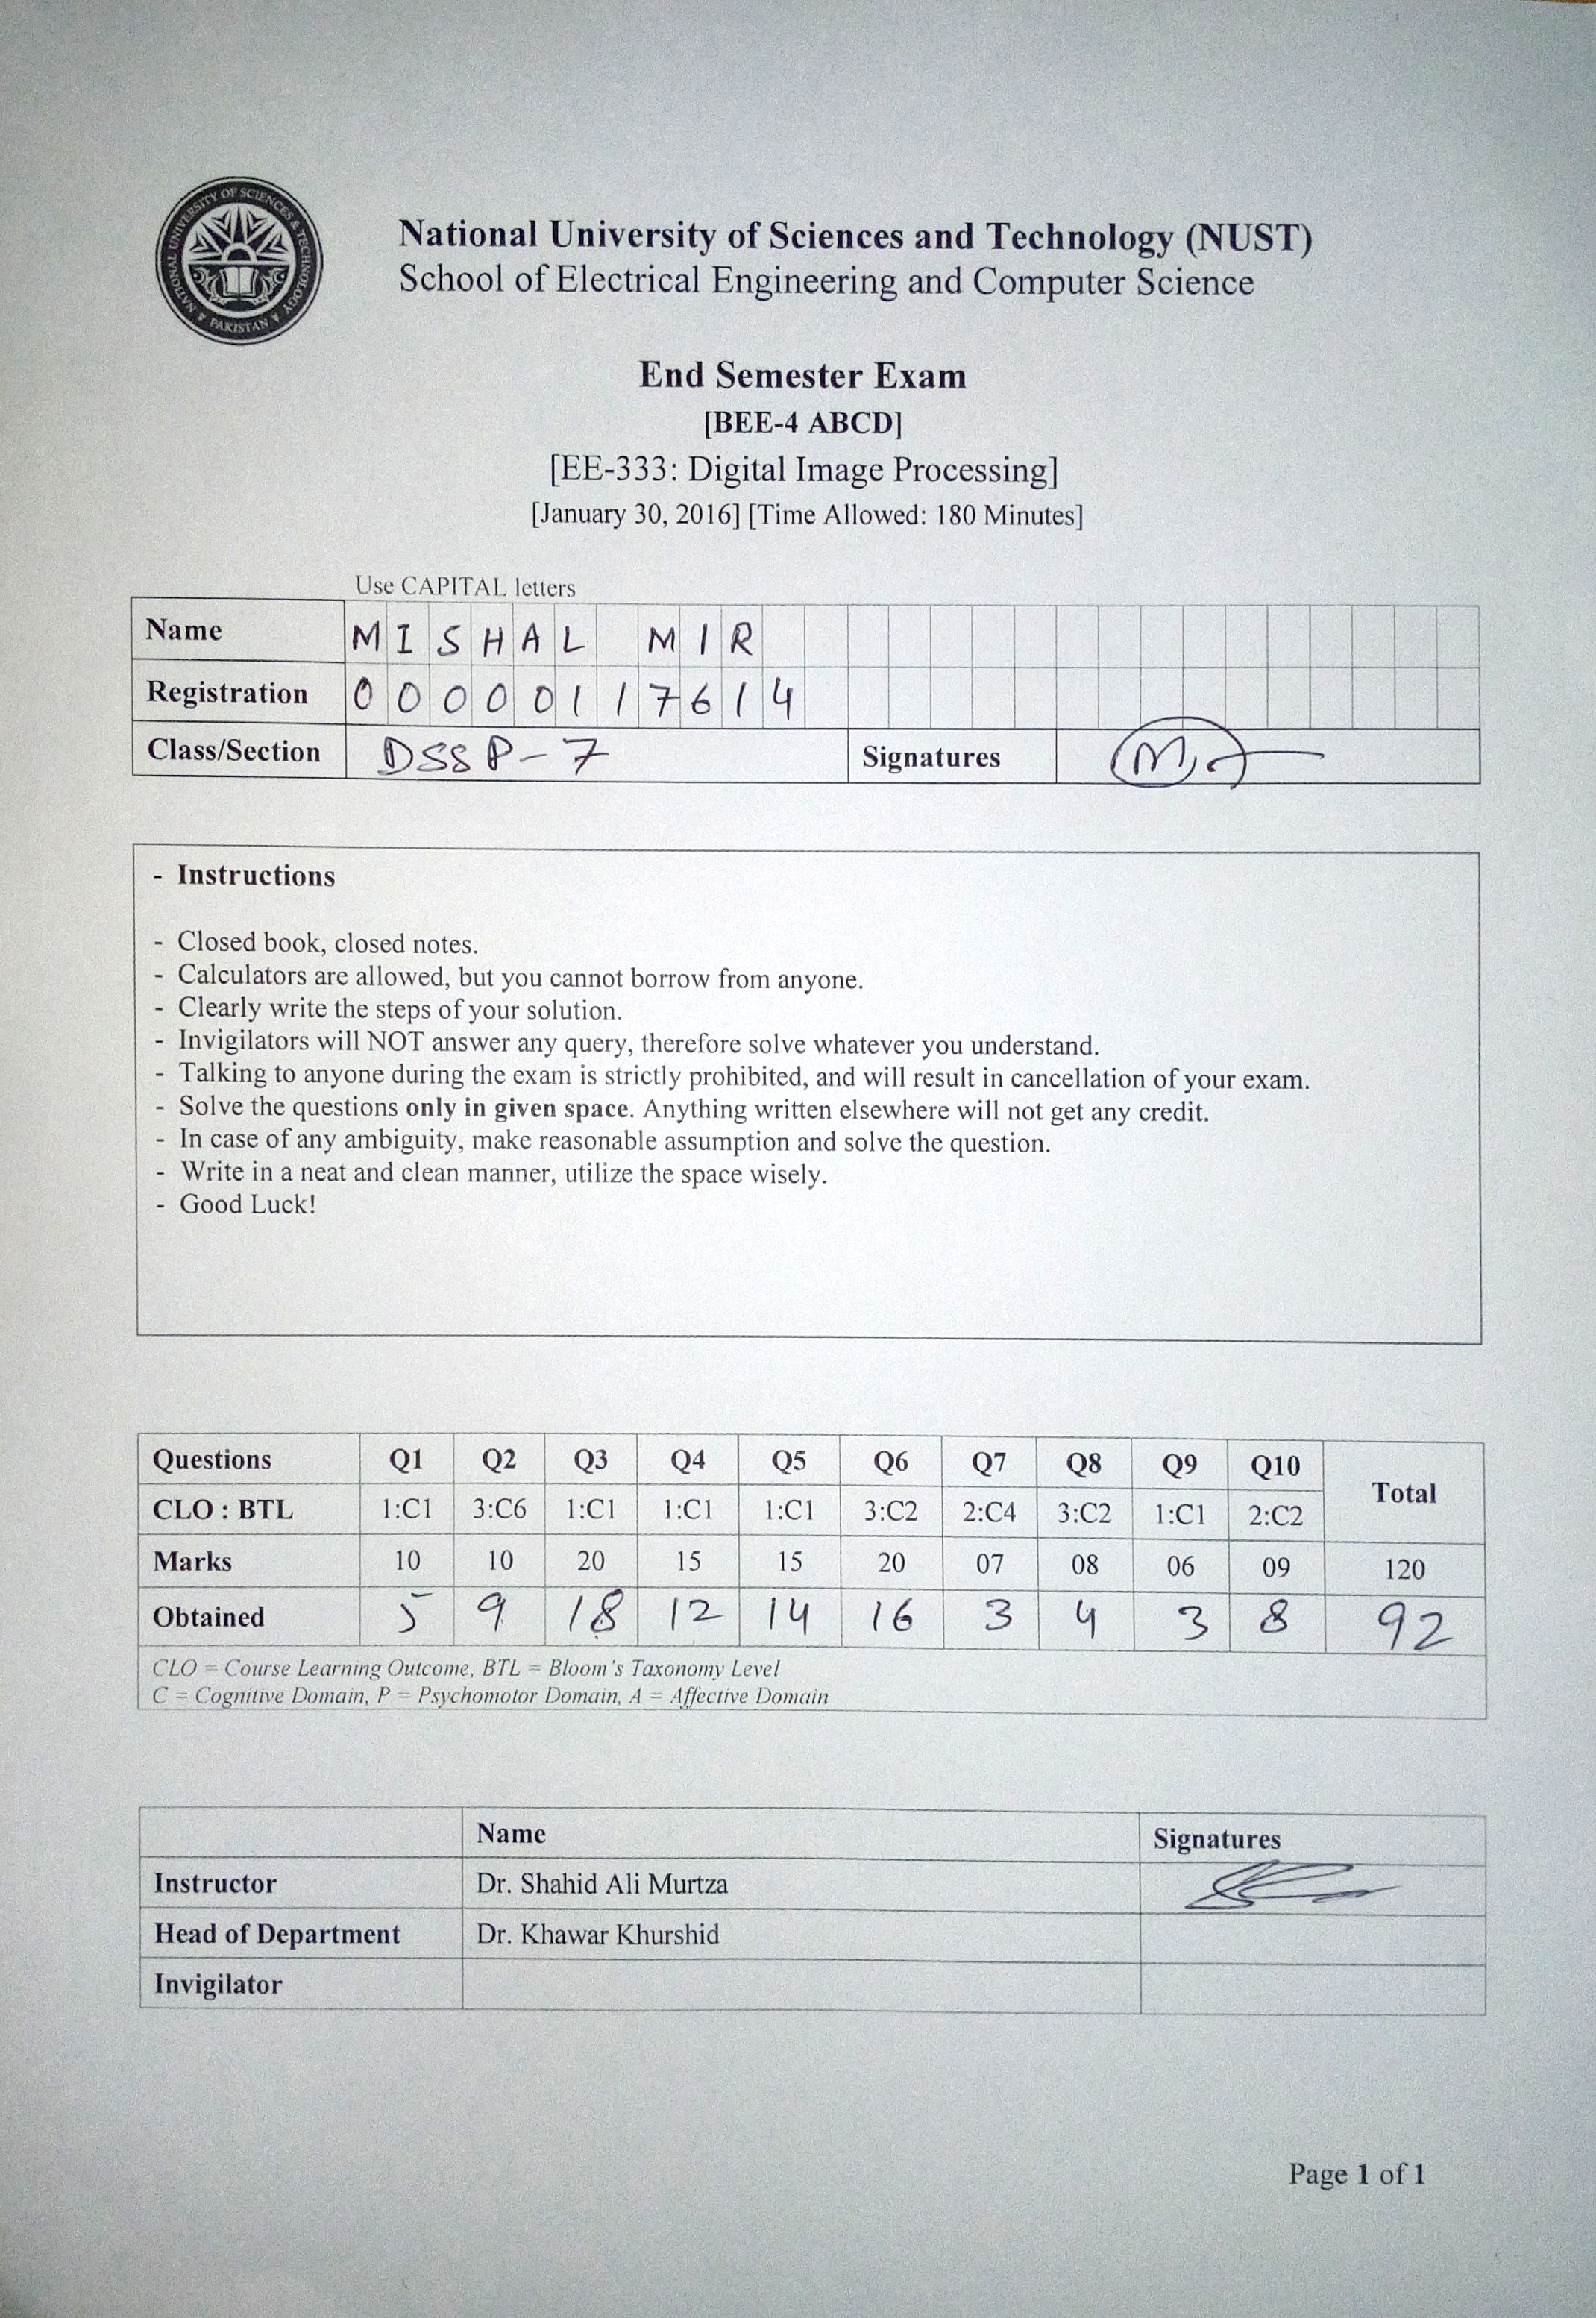 NATIONAL UNIVERSITY OF SCIENCES & TECHNOLOGY
PAKISTAN
National University of Sciences and Technology (NUST)
School of Electrical Engineering and Computer Science
End Semester Exam
[BEE-4 ABCD]
[EE-333: Digital Image Processing]
[January 30, 2016] [Time Allowed: 180 Minutes]
Use CAPITAL letters
Name MISHAL MIR
Registration 00000117614
Class/Section DSSP-7 Signatures
- Instructions
- Closed book, closed notes.
- Calculators are allowed, but you cannot borrow from anyone.
- Clearly write the steps of your solution.
- Invigilators will NOT answer any query, therefore solve whatever you understand.
- Talking to anyone during the exam is strictly prohibited, and will result in cancellation of your exam.
- Solve the questions only in given space. Anything written elsewhere will not get any credit.
- In case of any ambiguity, make reasonable assumption and solve the question.
- Write in a neat and clean manner, utilize the space wisely.
- Good Luck!
Questions Q1 Q2 Q3 Q4 Q5 Q6 Q7 Q8 Q9 Q10 Total
CLO : BTL 1:C1 3:C6 1:C1 1:C1 1:C1 3:C2 2:C4 3:C2 1:C1 2:C2
Marks 10 10 20 15 15 20 07 08 06 09 120
Obtained 5 9 18 12 14 16 3 4 3 8 92
CLO = Course Learning Outcome, BTL = Bloom's Taxonomy Level
C = Cognitive Domain, P = Psychomotor Domain, A = Affective Domain
Name Signatures
Instructor Dr. Shahid Ali Murtza
Head of Department Dr. Khawar Khurshid
Invigilator
Page 1 of 1